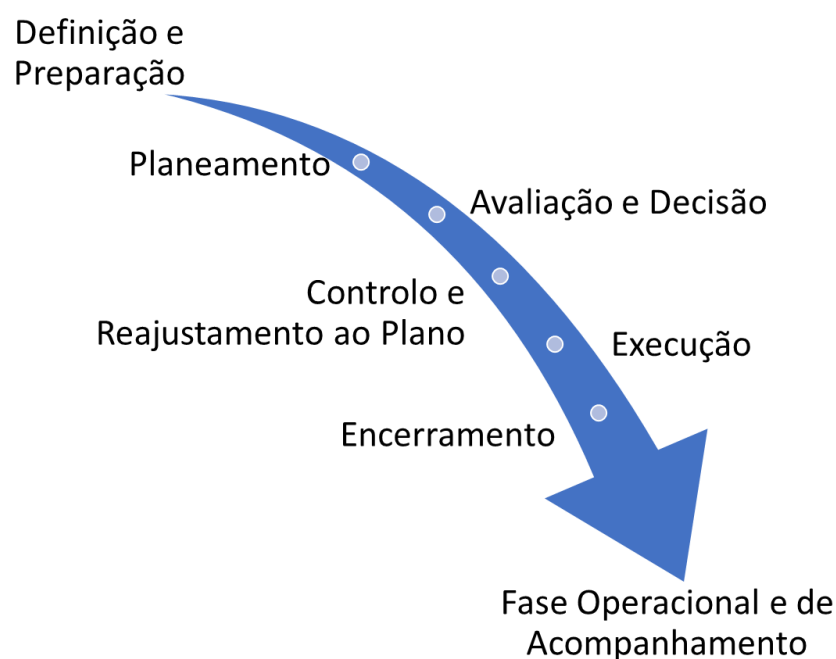 Definição e
Preparação
Planeamento
Avaliação e Decisão
Controlo e
Reajustamento ao Plano
Execução
Encerramento
Fase Operacional e de
Acompanhamento